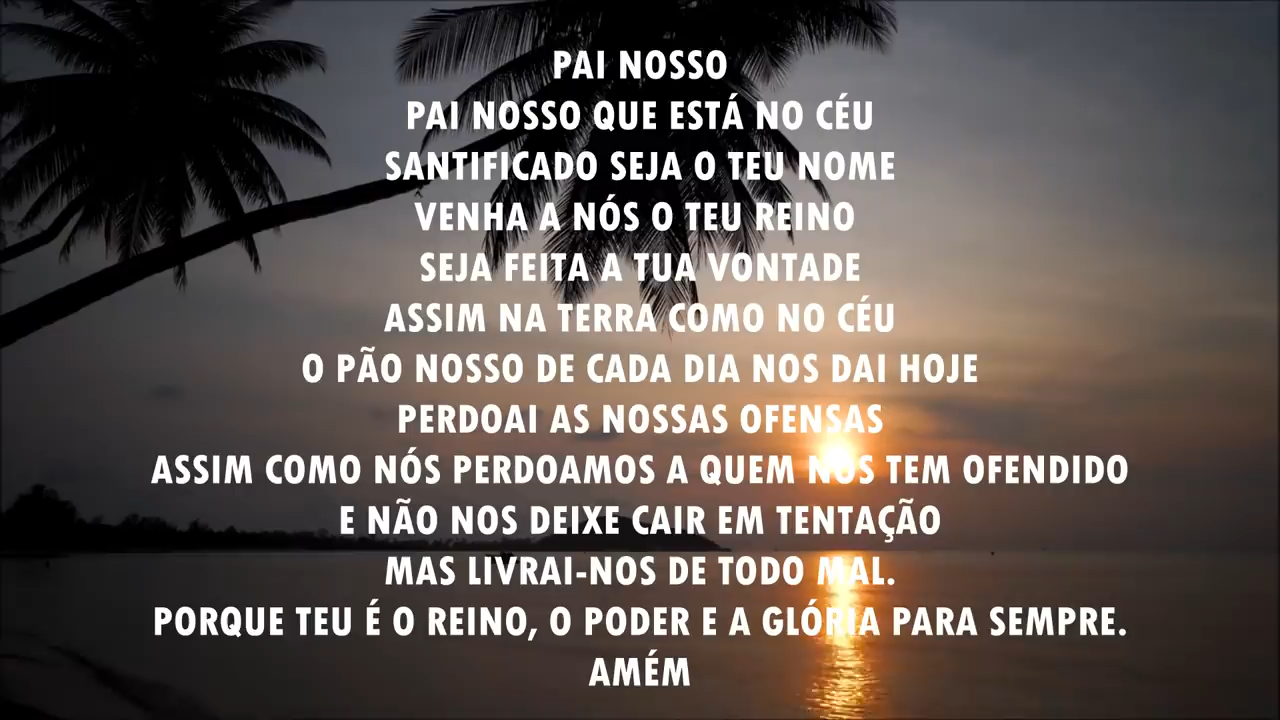 PAI NOSSO
PAI NOSSO QUE ESTÁ NO CÉU
SANTIFICADO SEJA O TEU NOME
VENHA A NÓS O TEU REINO
SEJA FEITA A TUA VONTADE
ASSIM NA TERRA COMO NO CÉU
O PÃO NOSSO DE CADA DIA NOS DAI HOJE
PERDOAI AS NOSSAS OFENSAS
ASSIM COMO NÓS PERDOAMOS A QUEM NOS TEM OFENDIDO
E NÃO NOS DEIXE CAIR EM TENTAÇÃO
MAS LIVRAI-NOS DE TODO MAL.
PORQUE TEU É O REINO, O PODER E A GLÓRIA PARA SEMPRE.
AMÉM